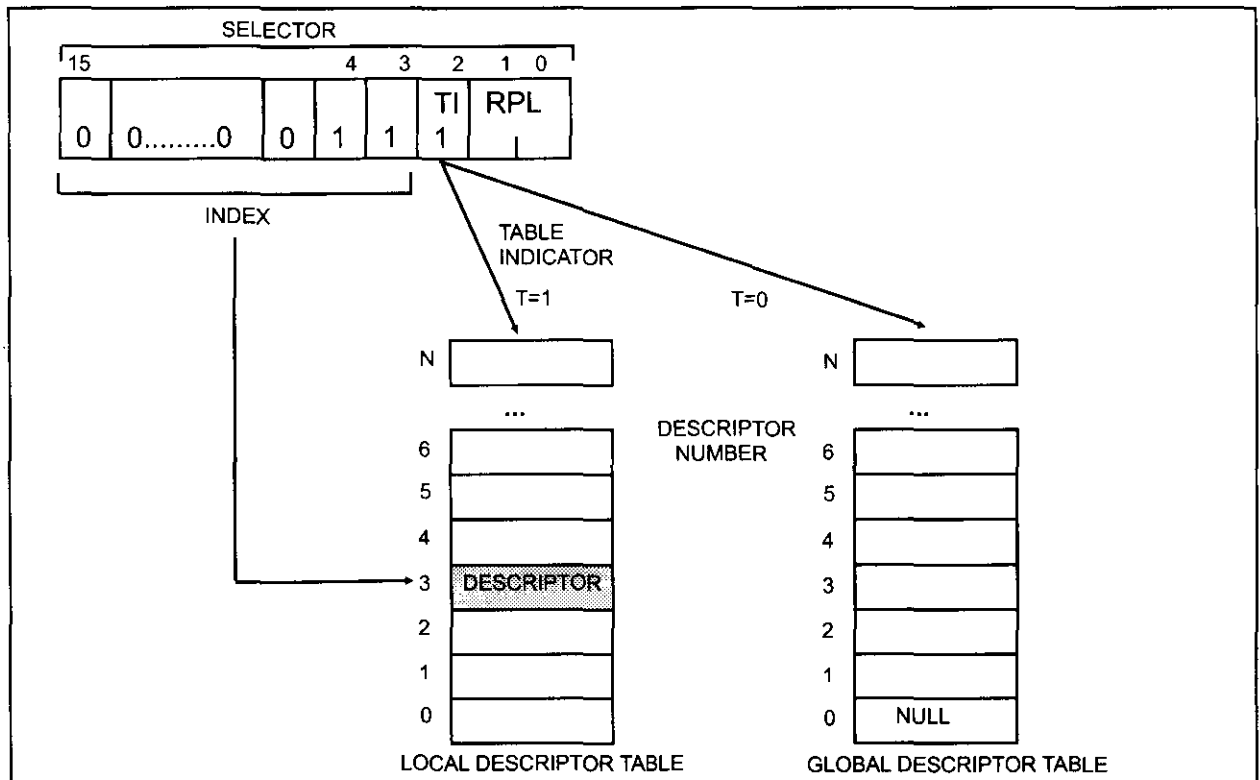 SELECTOR
15 4 3 2 1 0
TI RPL
0 0.........0 0 1 1 1
INDEX
TABLE
INDICATOR
T=1 T=0
N N
... ...
DESCRIPTOR
NUMBER
6 6
5 5
4 4
3 DESCRIPTOR 3
2 2
1 1
0 0 NULL
LOCAL DESCRIPTOR TABLE GLOBAL DESCRIPTOR TABLE